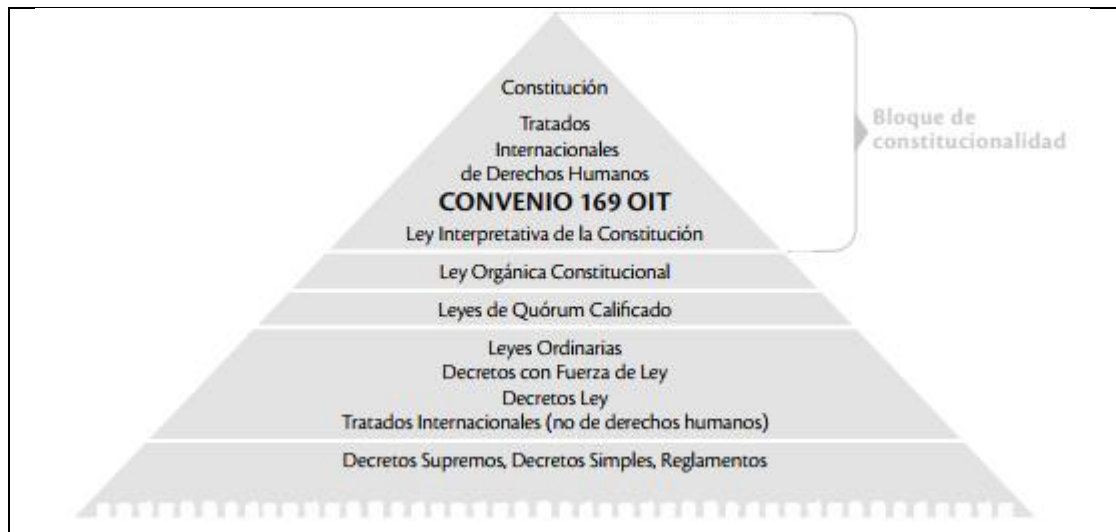 Constitución
Tratados
Internacionales
de Derechos Humanos
CONVENIO 169 OIT
Ley Interpretativa de la Constitución
Bloque de
constitucionalidad
Ley Orgánica Constitucional
Leyes de Quórum Calificado
Leyes Ordinarias
Decretos con Fuerza de Ley
Decretos Ley
Tratados Internacionales (no de derechos humanos)
Decretos Supremos, Decretos Simples, Reglamentos